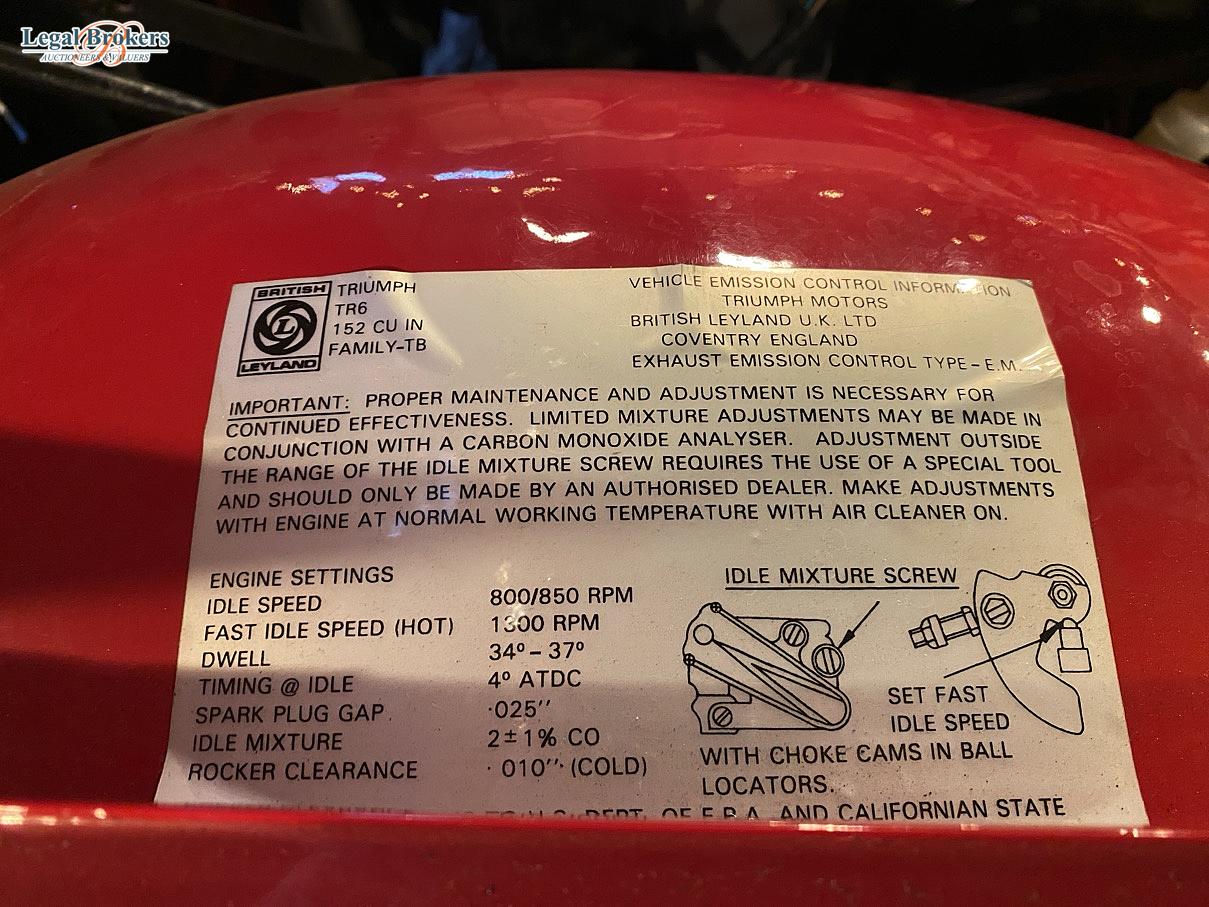 Legal Brokers
AUCTIONEERS & VALUERS
BRITISH
L
LEYLAND
TRIUMPH
TR6
152 CU IN
FAMILY-TB
VEHICLE EMISSION CONTROL INFORMATION
TRIUMPH MOTORS
BRITISH LEYLAND U.K. LTD
COVENTRY ENGLAND
EXHAUST EMISSION CONTROL TYPE – E.M.
IMPORTANT: PROPER MAINTENANCE AND ADJUSTMENT IS NECESSARY FOR
CONTINUED EFFECTIVENESS. LIMITED MIXTURE ADJUSTMENTS MAY BE MADE IN
CONJUNCTION WITH A CARBON MONOXIDE ANALYSER. ADJUSTMENT OUTSIDE
THE RANGE OF THE IDLE MIXTURE SCREW REQUIRES THE USE OF A SPECIAL TOOL
AND SHOULD ONLY BE MADE BY AN AUTHORISED DEALER. MAKE ADJUSTMENTS
WITH ENGINE AT NORMAL WORKING TEMPERATURE WITH AIR CLEANER ON.
ENGINE SETTINGS
IDLE SPEED 800/850 RPM
FAST IDLE SPEED (HOT) 1300 RPM
DWELL 34º – 37º
TIMING @ IDLE 4º ATDC
SPARK PLUG GAP. ·025"
IDLE MIXTURE 2±1% CO
ROCKER CLEARANCE ·010" (COLD)
IDLE MIXTURE SCREW
SET FAST
IDLE SPEED
WITH CHOKE CAMS IN BALL
LOCATORS.
U.S. DEPT. OF E.P.A. AND CALIFORNIAN STATE